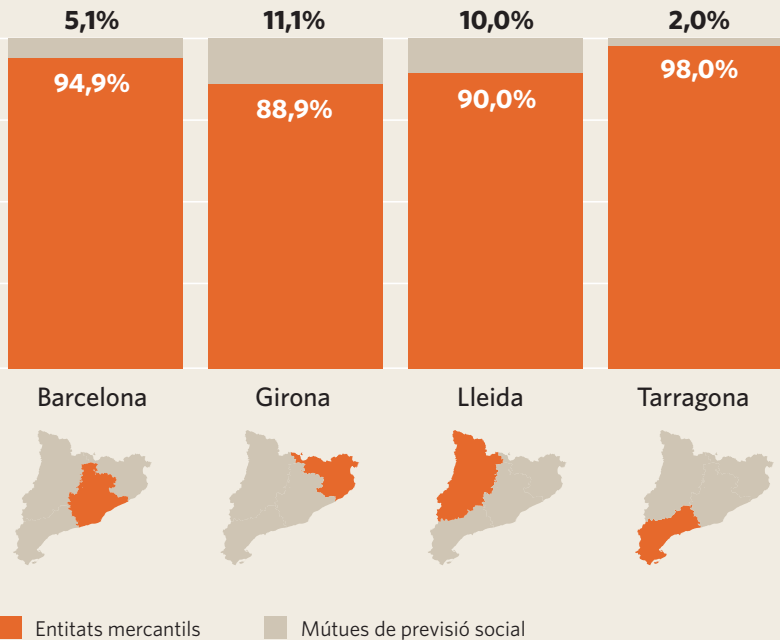 5,1% 11,1% 10,0% 2,0%
94,9% 88,9% 90,0% 98,0%
Barcelona Girona Lleida Tarragona
Entitats mercantils Mútues de previsió social